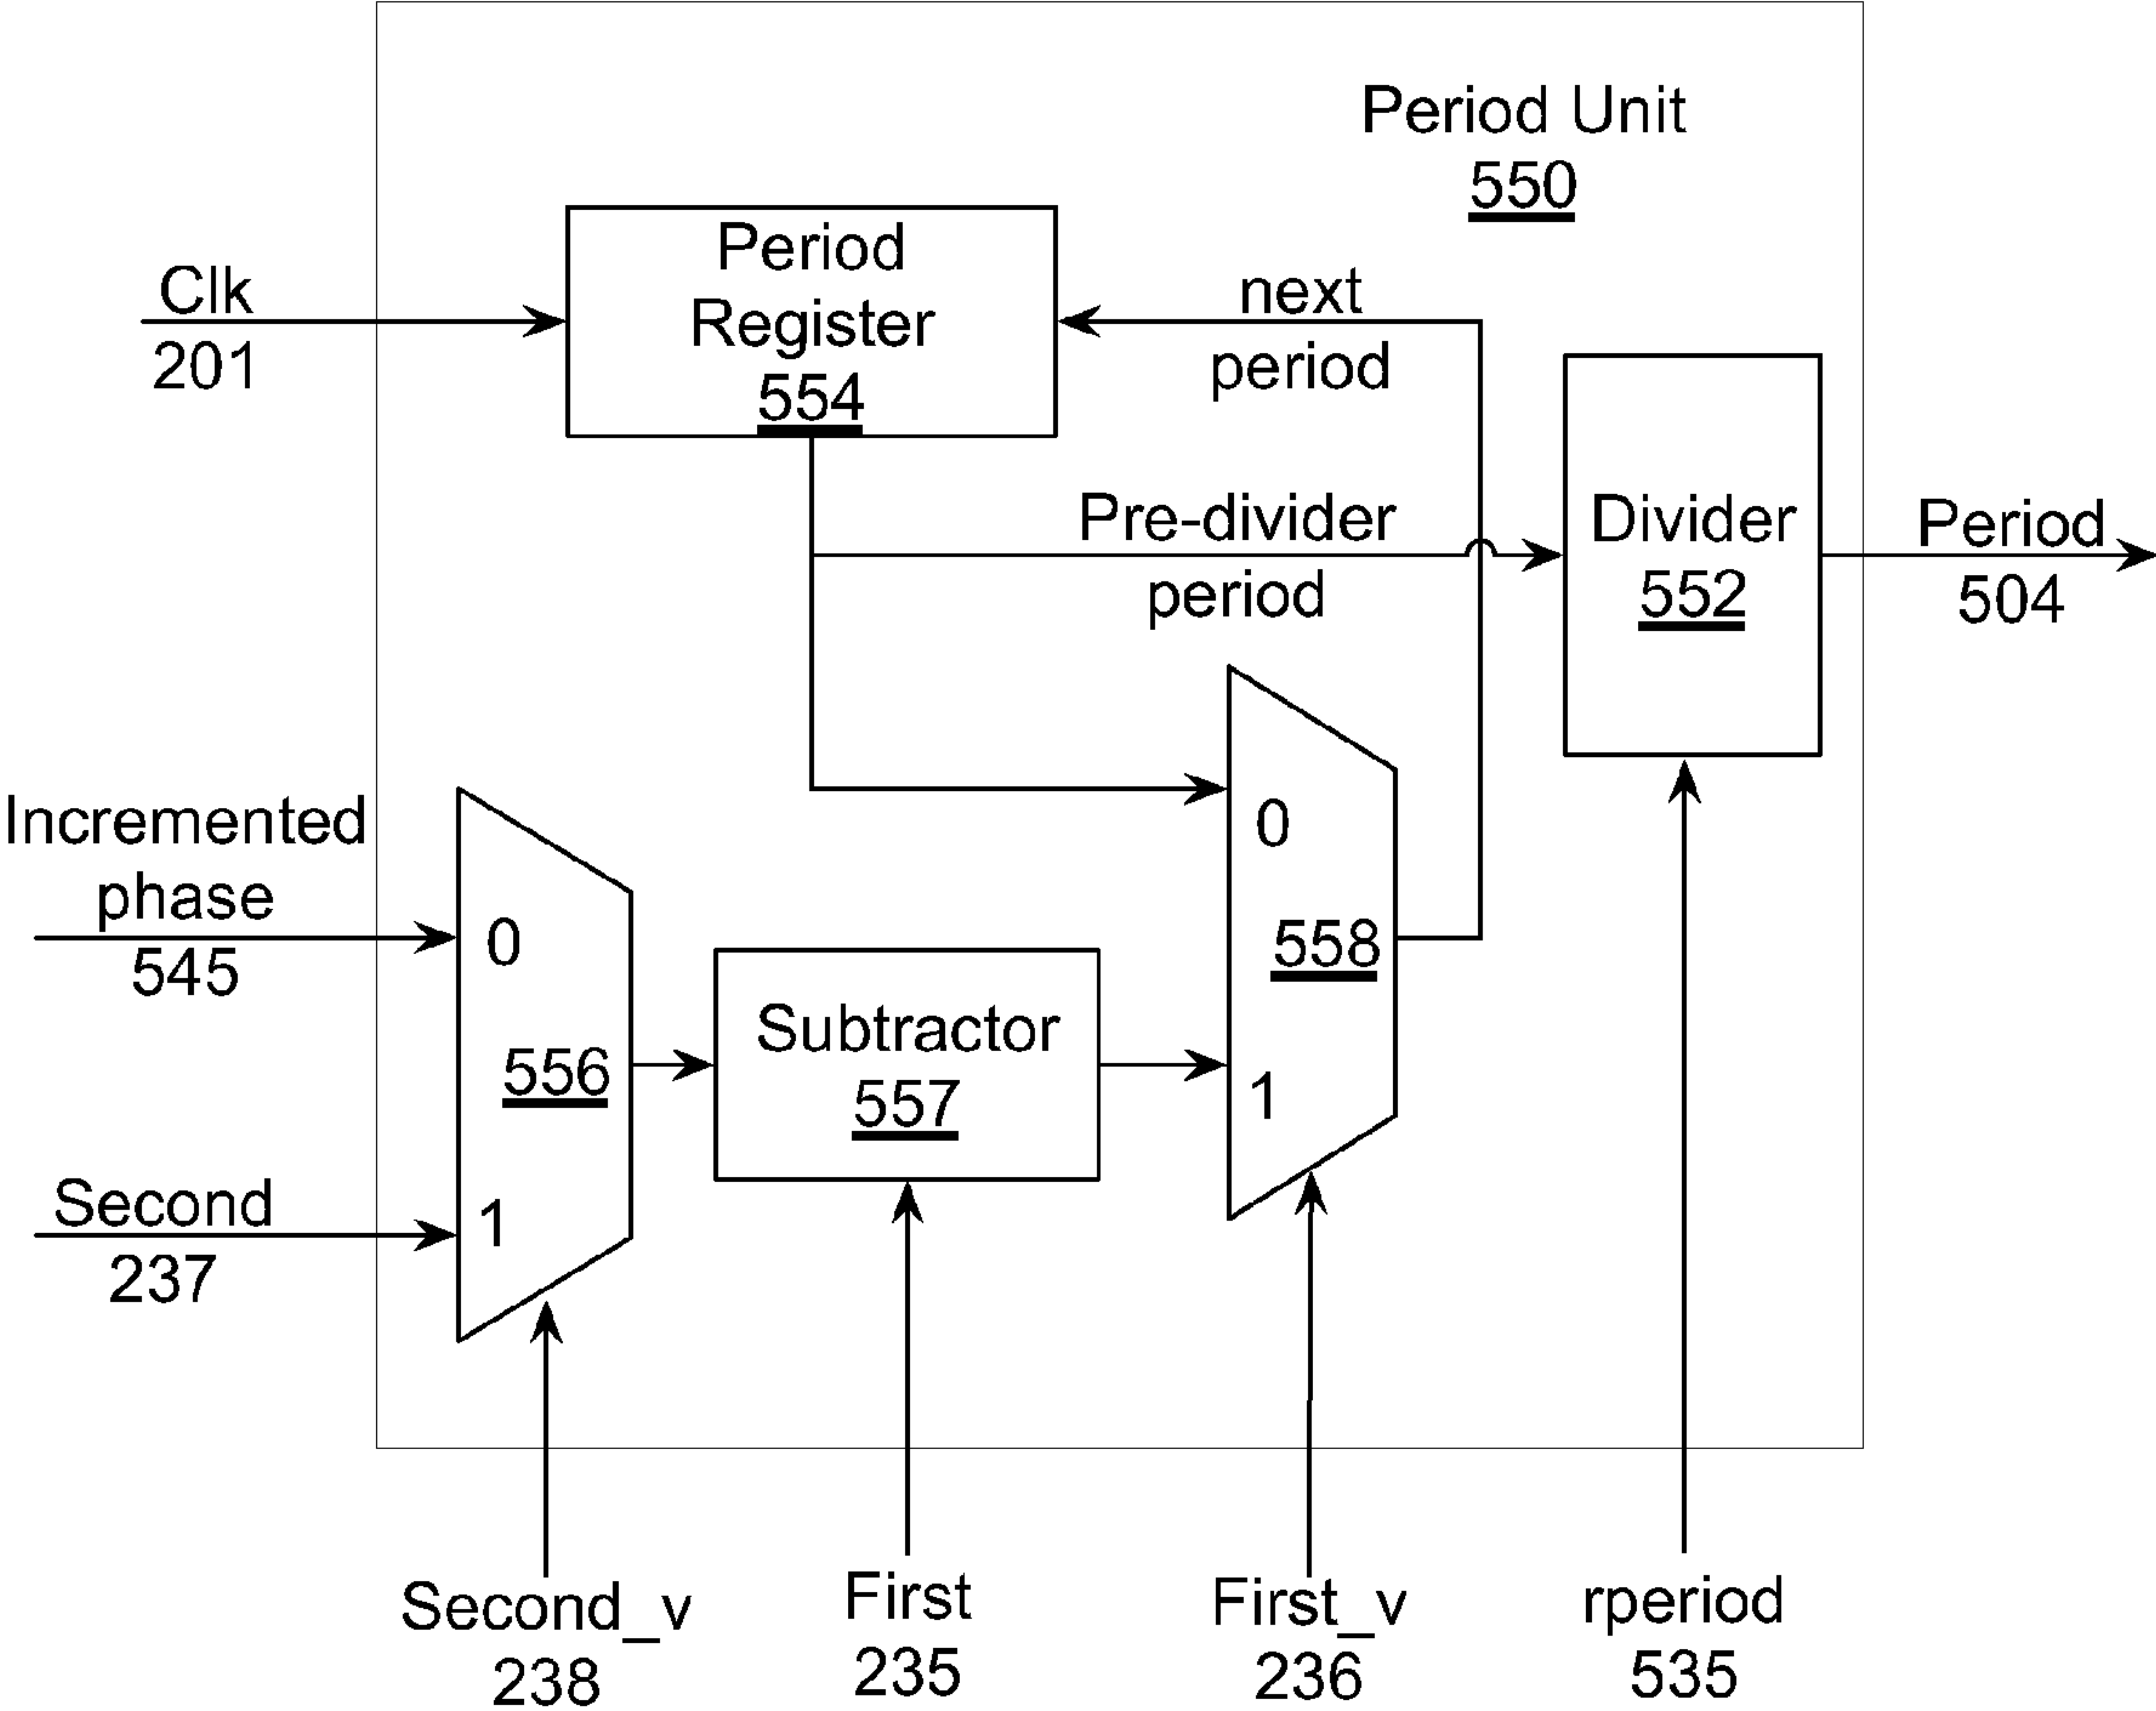 Period Unit
550
Period
Register
554
Clk
201
next
period
Pre-divider
period
Divider
552
Period
504
Incremented
phase
545
0
556
1
Second
237
Subtractor
557
0
558
1
Second_v
238
First
235
First_v
236
rperiod
535